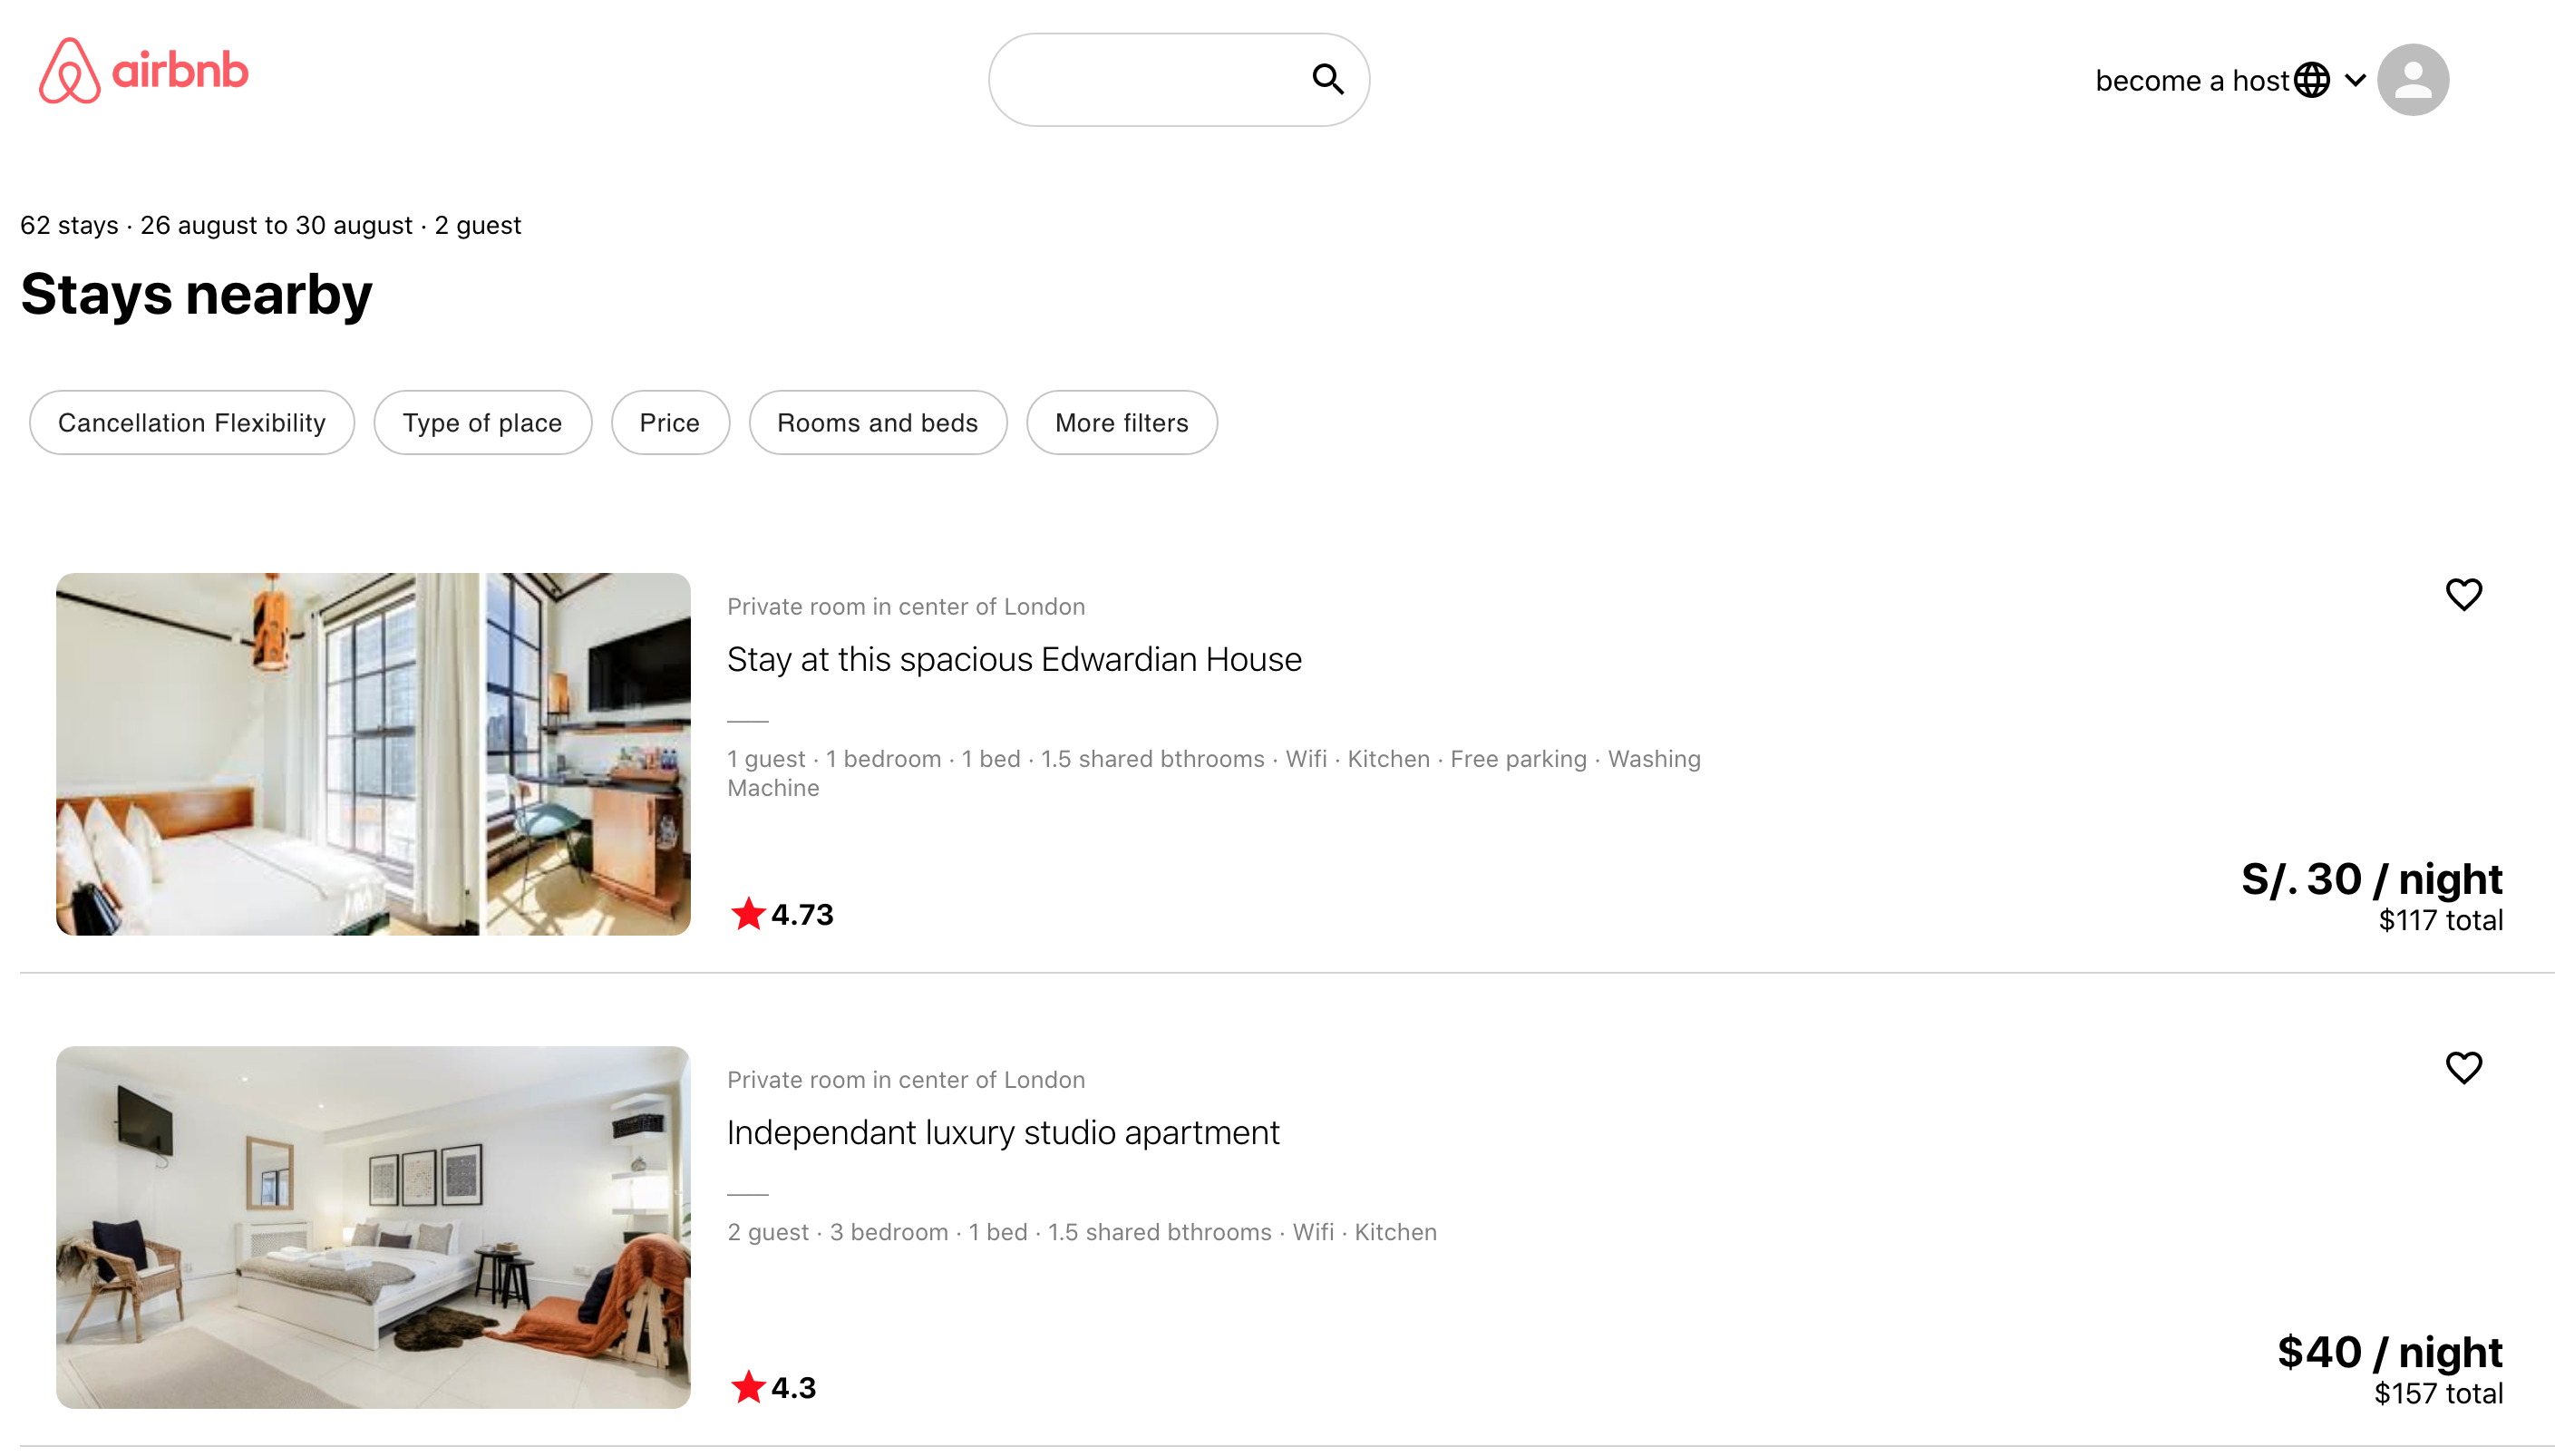 airbnb
become a host
62 stays · 26 august to 30 august · 2 guest
Stays nearby
Cancellation Flexibility
Type of place
Price
Rooms and beds
More filters
Private room in center of London
Stay at this spacious Edwardian House
1 guest · 1 bedroom · 1 bed · 1.5 shared bthrooms · Wifi · Kitchen · Free parking · Washing
Machine
4.73
S/. 30 / night
$117 total
Private room in center of London
Independant luxury studio apartment
2 guest · 3 bedroom · 1 bed · 1.5 shared bthrooms · Wifi · Kitchen
4.3
$40 / night
$157 total